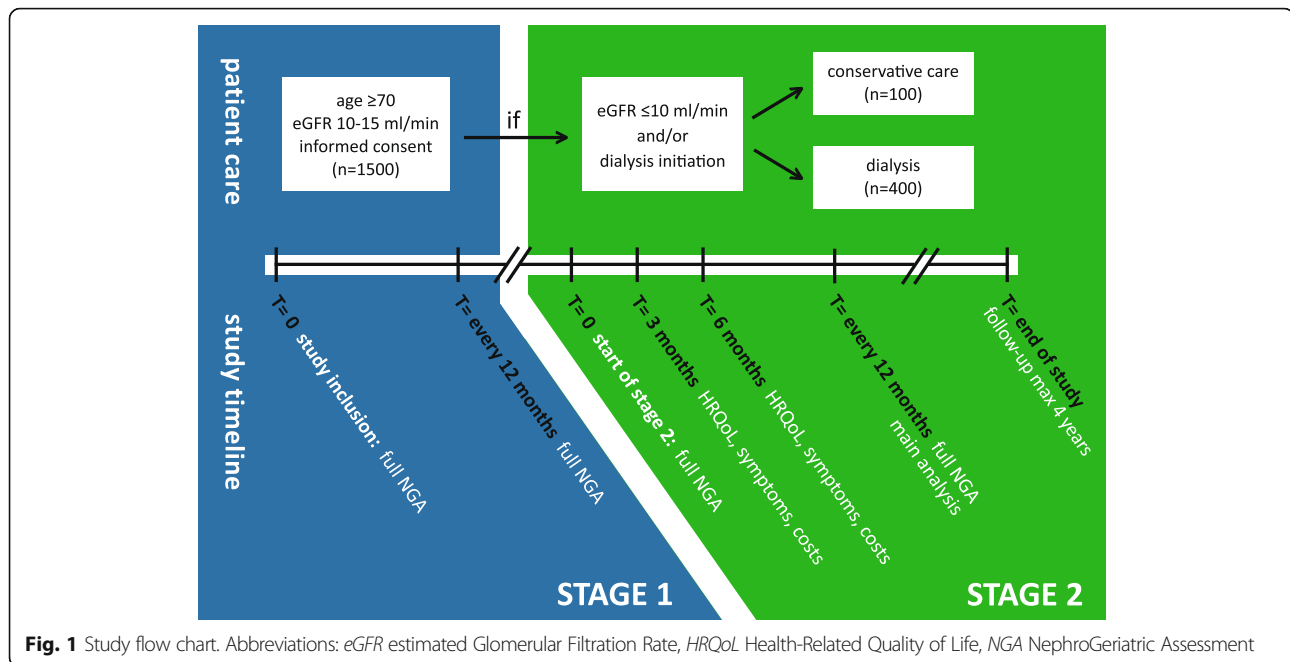 patient care
age ≥70
eGFR 10-15 ml/min
informed consent
(n=1500)
if
eGFR ≤10 ml/min
and/or
dialysis initiation
conservative care
(n=100)
dialysis
(n=400)
study timeline
T= 0 study inclusion: full NGA
T= every 12 months full NGA
T= 0 start of stage 2: full NGA
T= 3 months HRQoL, symptoms, costs
T= 6 months HRQoL, symptoms, costs
T= every 12 months full NGA
main analysis
T= end of study
follow-up max 4 years
STAGE 1
STAGE 2
Fig. 1 Study flow chart. Abbreviations: eGFR estimated Glomerular Filtration Rate, HRQoL Health-Related Quality of Life, NGA NephroGeriatric Assessment